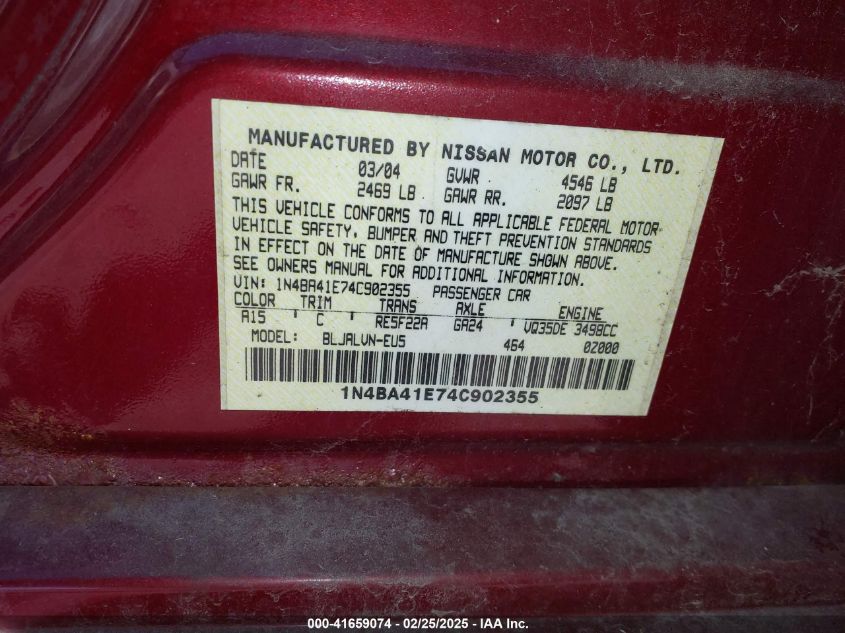 MANUFACTURED BY NISSAN MOTOR CO., LTD.
DATE 03/04 GVWR 4546 LB
GAWR FR. 2469 LB GAWR RR. 2097 LB
THIS VEHICLE CONFORMS TO ALL APPLICABLE FEDERAL MOTOR
VEHICLE SAFETY, BUMPER AND THEFT PREVENTION STANDARDS
IN EFFECT ON THE DATE OF MANUFACTURE SHOWN ABOVE.
SEE OWNERS MANUAL FOR ADDITIONAL INFORMATION.
VIN: 1N4BA41E74C902355 PASSENGER CAR
COLOR TRIM TRANS AXLE ENGINE
A15 C RE5F22A GA24 VQ35DE 3498CC
MODEL: BLJALVN-EU5 464 0Z000
1N4BA41E74C902355
000-41659074 - 02/25/2025 - IAA Inc.